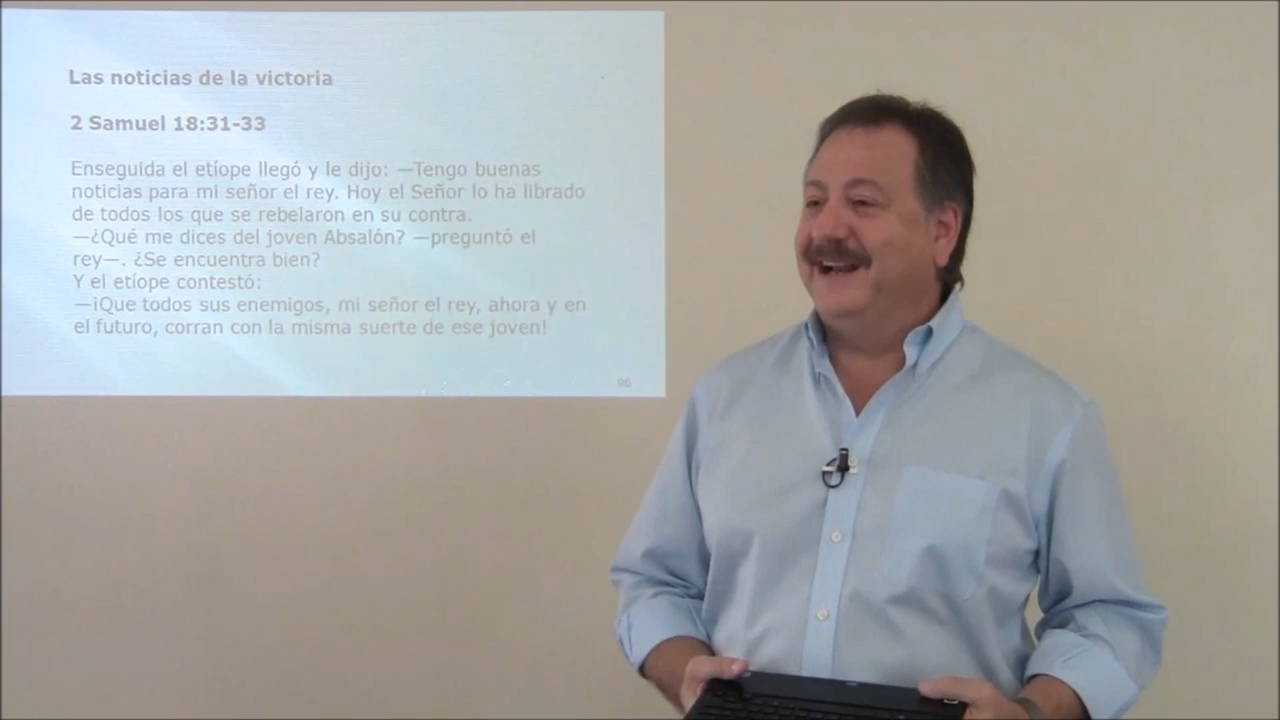 Las noticias de la victoria
2 Samuel 18:31-33
Enseguida el etíope llegó y le dijo: —Tengo buenas
noticias para mi señor el rey. Hoy el Señor lo ha librado
de todos los que se rebelaron en su contra.
—¿Qué me dices del joven Absalón? —preguntó el
rey—. ¿Se encuentra bien?
Y el etíope contestó:
—¡Que todos sus enemigos, mi señor el rey, ahora y en
el futuro, corran con la misma suerte de ese joven!
96